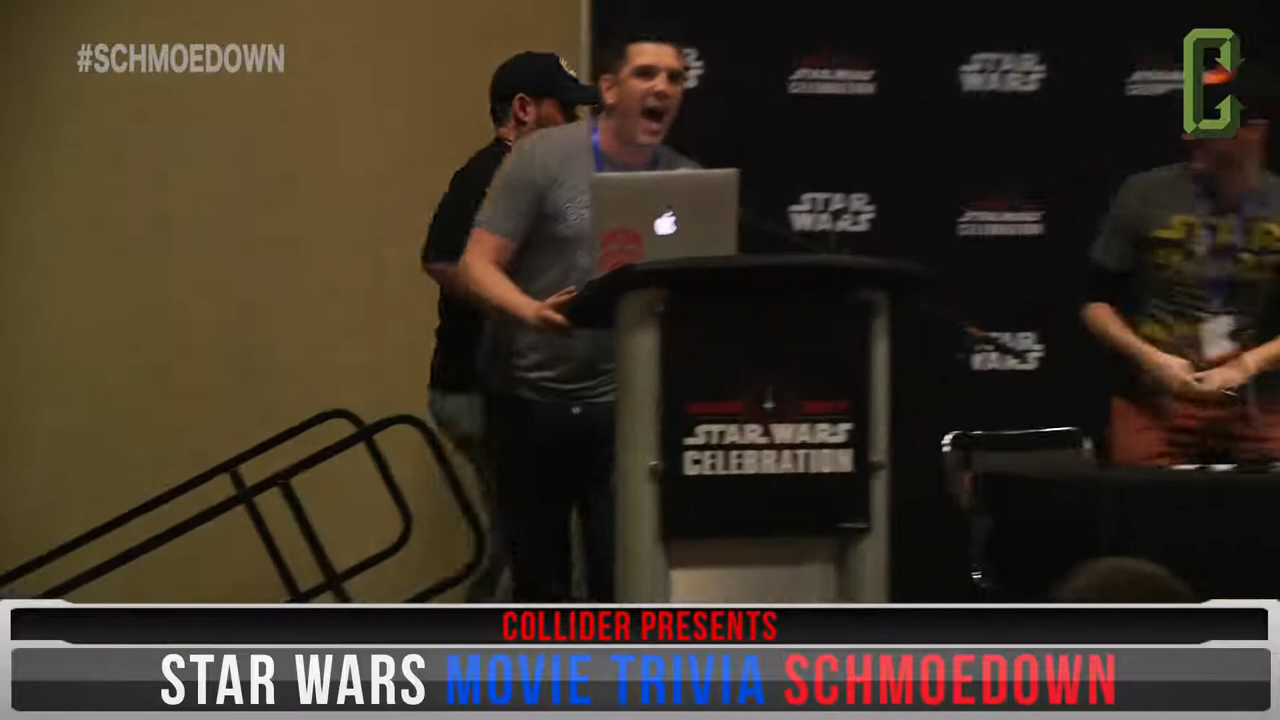 #SCHMOEDOWN
STAR WARS
CELEBRATION
STAR
WARS
STAR
WARS
STAR WARS
CELEBRATION
STAR WARS
CELEBRATION
COLLIDER PRESENTS
STAR WARS MOVIE TRIVIA SCHMOEDOWN